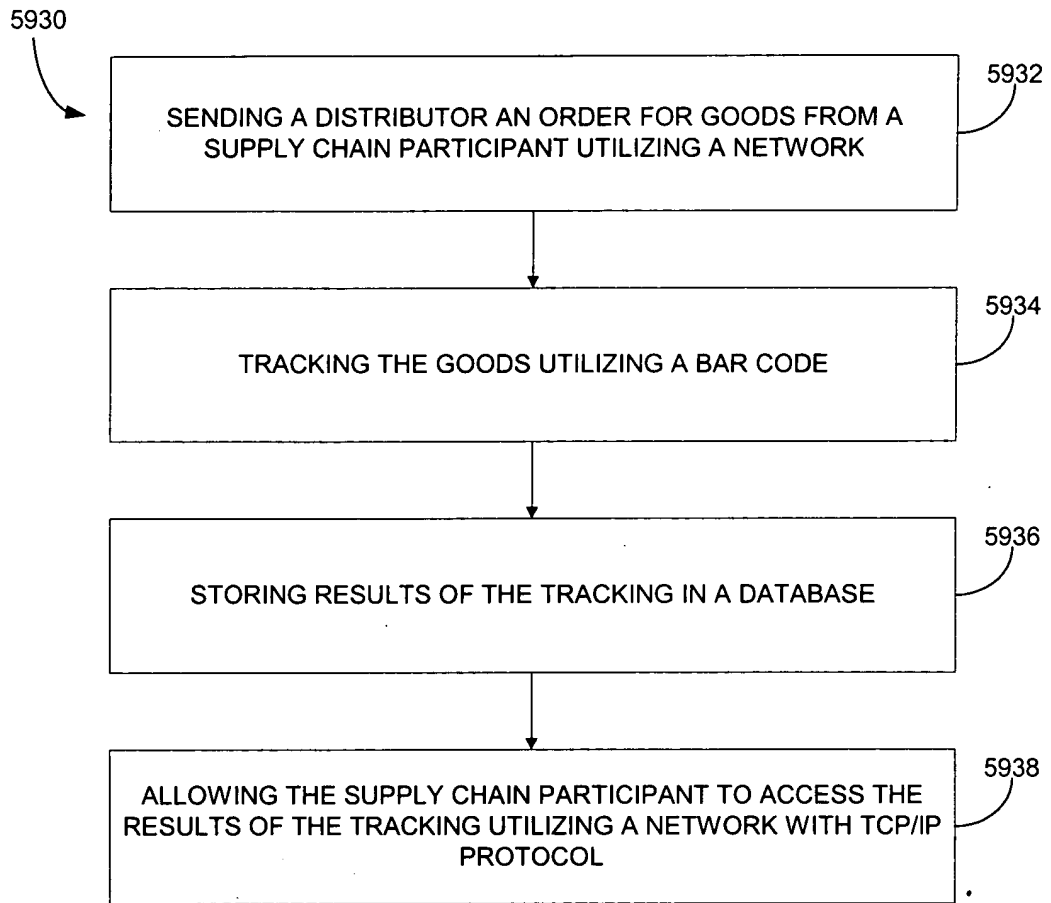 5930
5932
SENDING A DISTRIBUTOR AN ORDER FOR GOODS FROM A
SUPPLY CHAIN PARTICIPANT UTILIZING A NETWORK
5934
TRACKING THE GOODS UTILIZING A BAR CODE
5936
STORING RESULTS OF THE TRACKING IN A DATABASE
5938
ALLOWING THE SUPPLY CHAIN PARTICIPANT TO ACCESS THE
RESULTS OF THE TRACKING UTILIZING A NETWORK WITH TCP/IP
PROTOCOL